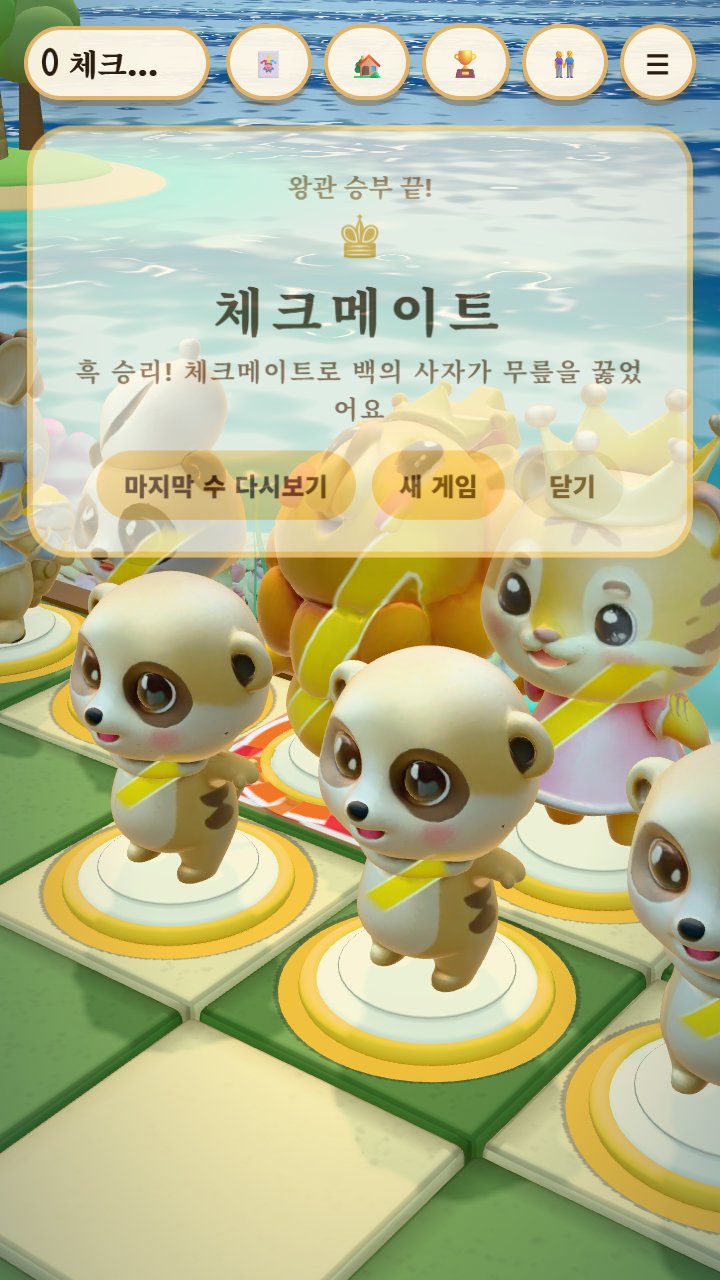 0 체크...
왕관 승부 끝!
체크메이트
흑 승리! 체크메이트로 백의 사자가 무릎을 꿇었
어요
마지막 수 다시보기
새 게임
닫기